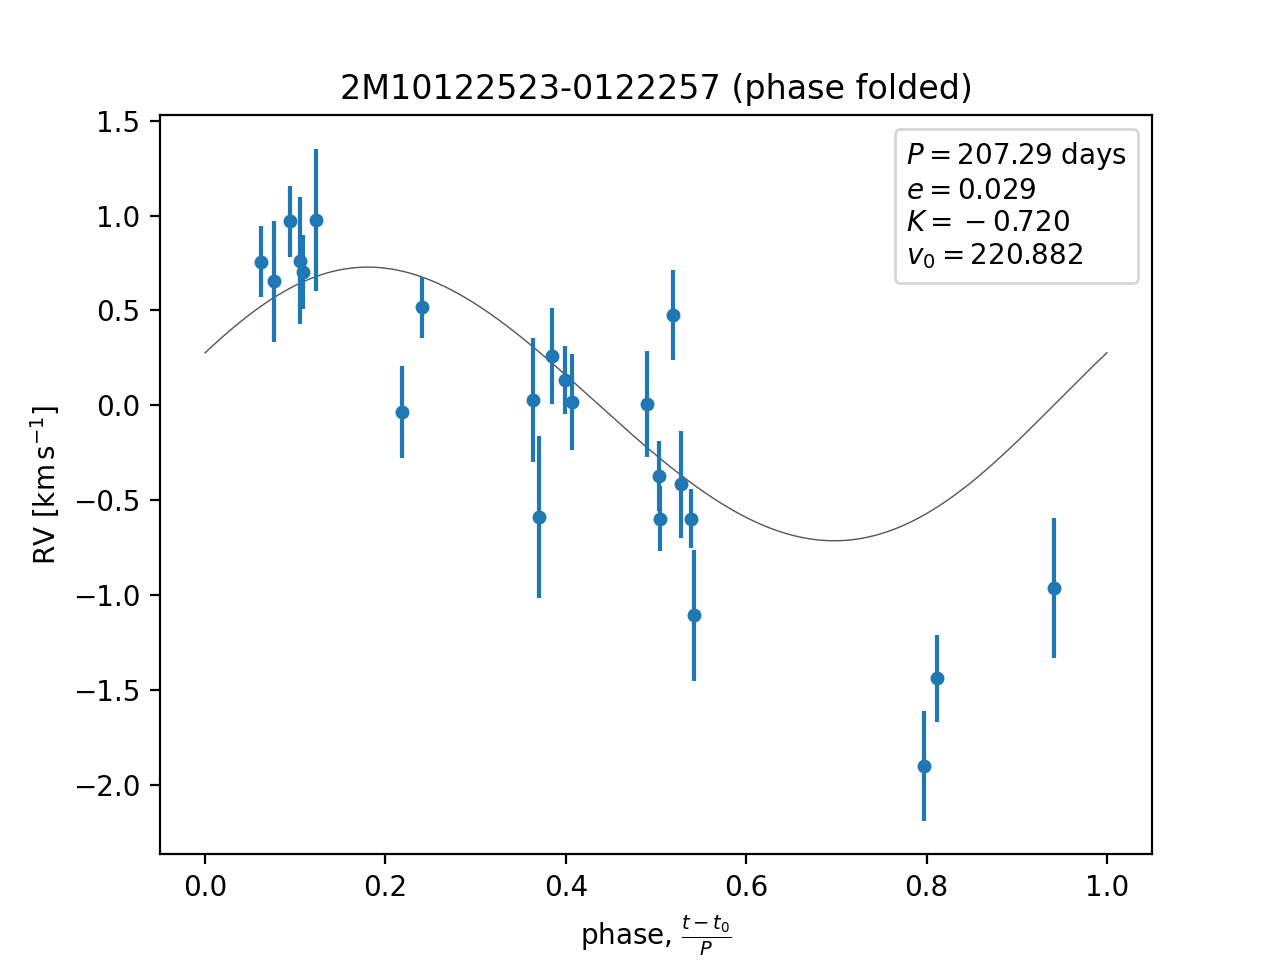 2M10122523-0122257 (phase folded)
P = 207.29 days
e = 0.029
K = −0.720
v₀ = 220.882
RV [km s⁻¹]
1.5
1.0
0.5
0.0
−0.5
−1.0
−1.5
−2.0
0.0 0.2 0.4 0.6 0.8 1.0
phase, (t − t₀)/P